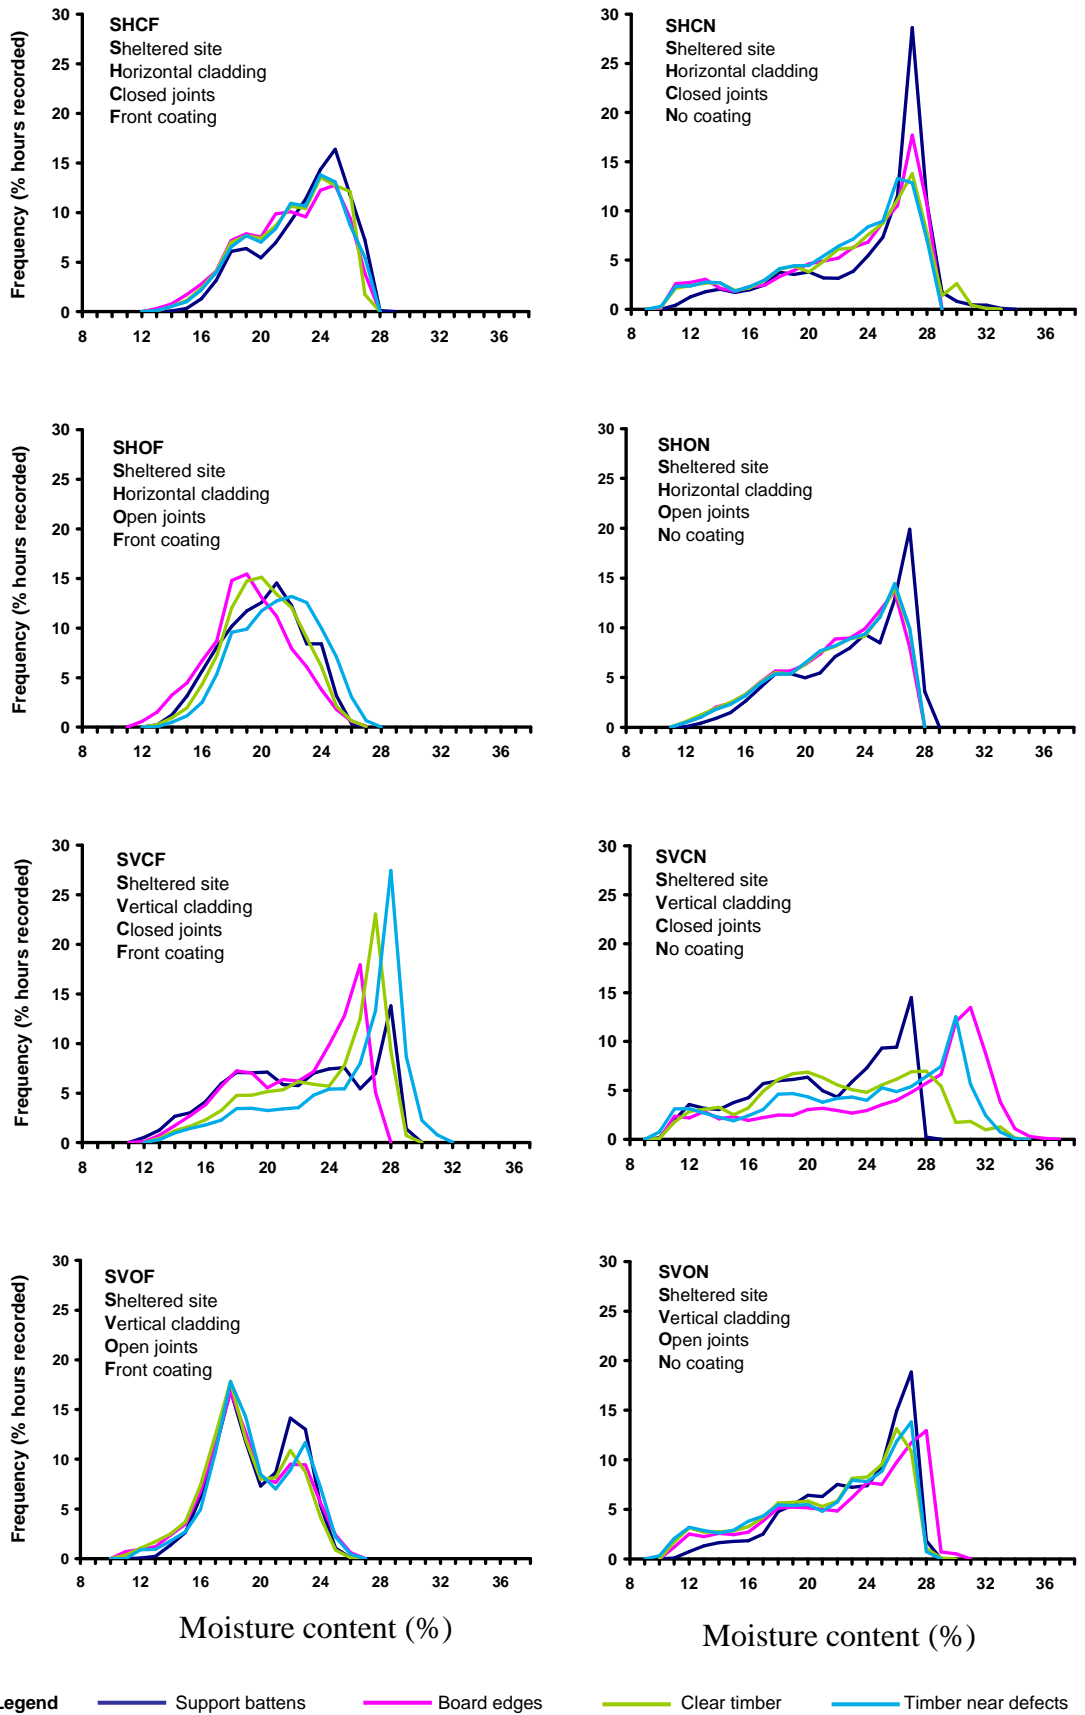 Frequency (% hours recorded)
30
25
20
15
10
5
0
SHCF
Sheltered site
Horizontal cladding
Closed joints
Front coating
8 12 16 20 24 28 32 36
30
25
20
15
10
5
0
SHCN
Sheltered site
Horizontal cladding
Closed joints
No coating
8 12 16 20 24 28 32 36
Frequency (% hours recorded)
30
25
20
15
10
5
0
SHOF
Sheltered site
Horizontal cladding
Open joints
Front coating
8 12 16 20 24 28 32 36
30
25
20
15
10
5
0
SHON
Sheltered site
Horizontal cladding
Open joints
No coating
8 12 16 20 24 28 32 36
Frequency (% hours recorded)
30
25
20
15
10
5
0
SVCF
Sheltered site
Vertical cladding
Closed joints
Front coating
8 12 16 20 24 28 32 36
30
25
20
15
10
5
0
SVCN
Sheltered site
Vertical cladding
Closed joints
No coating
8 12 16 20 24 28 32 36
Frequency (% hours recorded)
30
25
20
15
10
5
0
SVOF
Sheltered site
Vertical cladding
Open joints
Front coating
8 12 16 20 24 28 32 36
Moisture content (%)
30
25
20
15
10
5
0
SVON
Sheltered site
Vertical cladding
Open joints
No coating
8 12 16 20 24 28 32 36
Moisture content (%)
Legend Support battens Board edges Clear timber Timber near defects